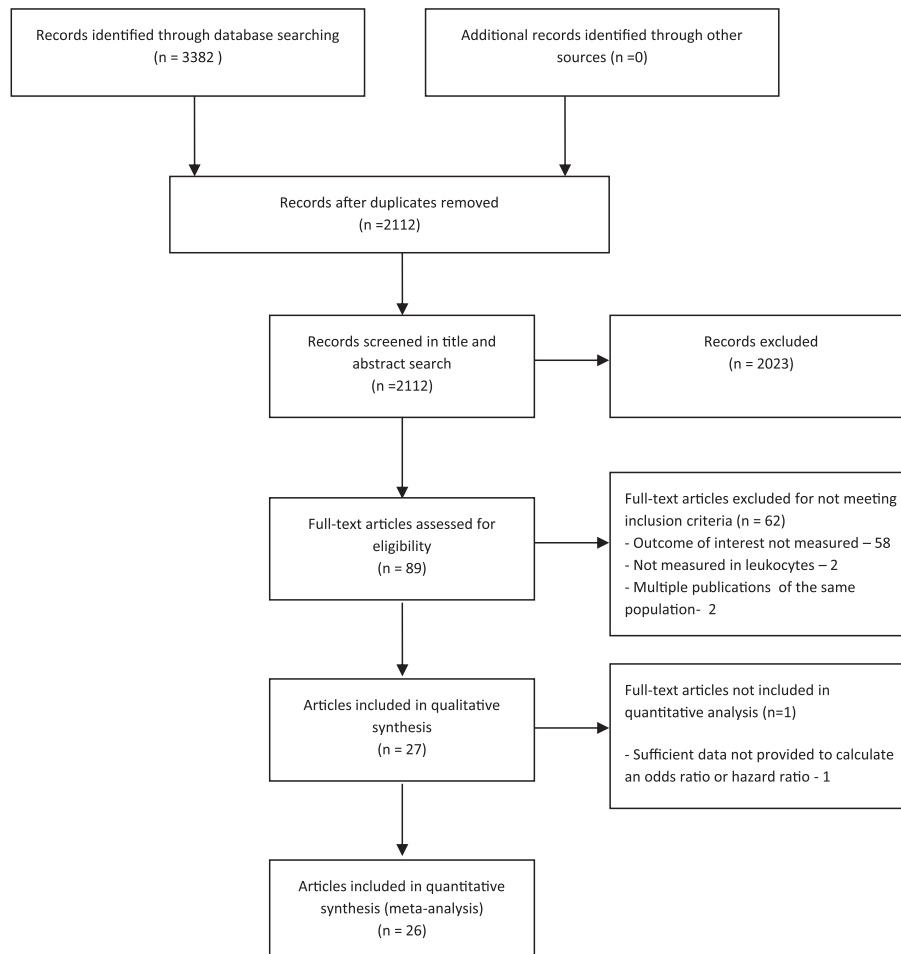 Records identified through database searching
(n = 3382 )
Additional records identified through other
sources (n =0)
Records after duplicates removed
(n =2112)
Records screened in title and
abstract search
(n =2112)
Records excluded
(n = 2023)
Full-text articles assessed for
eligibility
(n = 89)
Full-text articles excluded for not meeting
inclusion criteria (n = 62)
- Outcome of interest not measured – 58
- Not measured in leukocytes – 2
- Multiple publications of the same
population- 2
Articles included in qualitative
synthesis
(n = 27)
Full-text articles not included in
quantitative analysis (n=1)
- Sufficient data not provided to calculate
an odds ratio or hazard ratio - 1
Articles included in quantitative
synthesis (meta-analysis)
(n = 26)